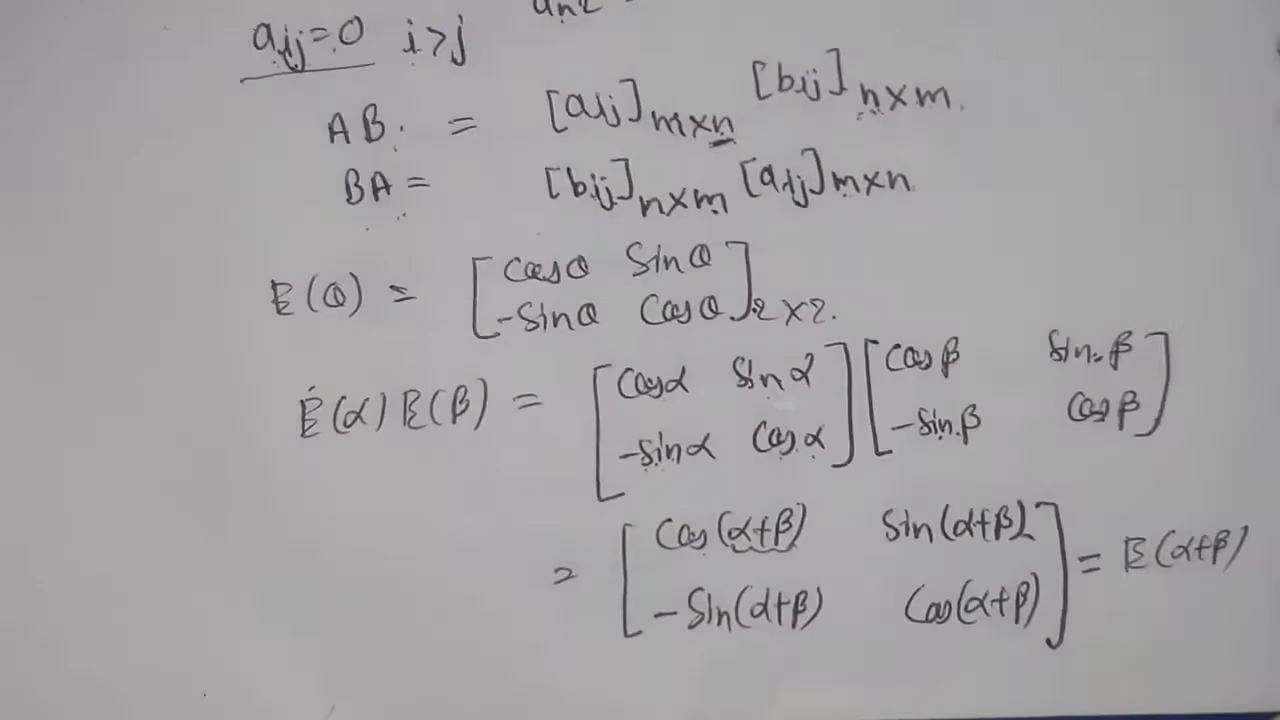 an2
aij=0 i>j
AB. = [aij]m×n [bij]n×m.
BA = [bij]n×m [aij]m×n
E(θ) = [cosθ sinθ
-sinθ cosθ]2×2.
E(α)E(β) = [cosα sinα
-sinα cosα] [cosβ sinβ
-sinβ cosβ]
= [cos(α+β) sin(α+β)
-sin(α+β) cos(α+β)] = E(α+β)